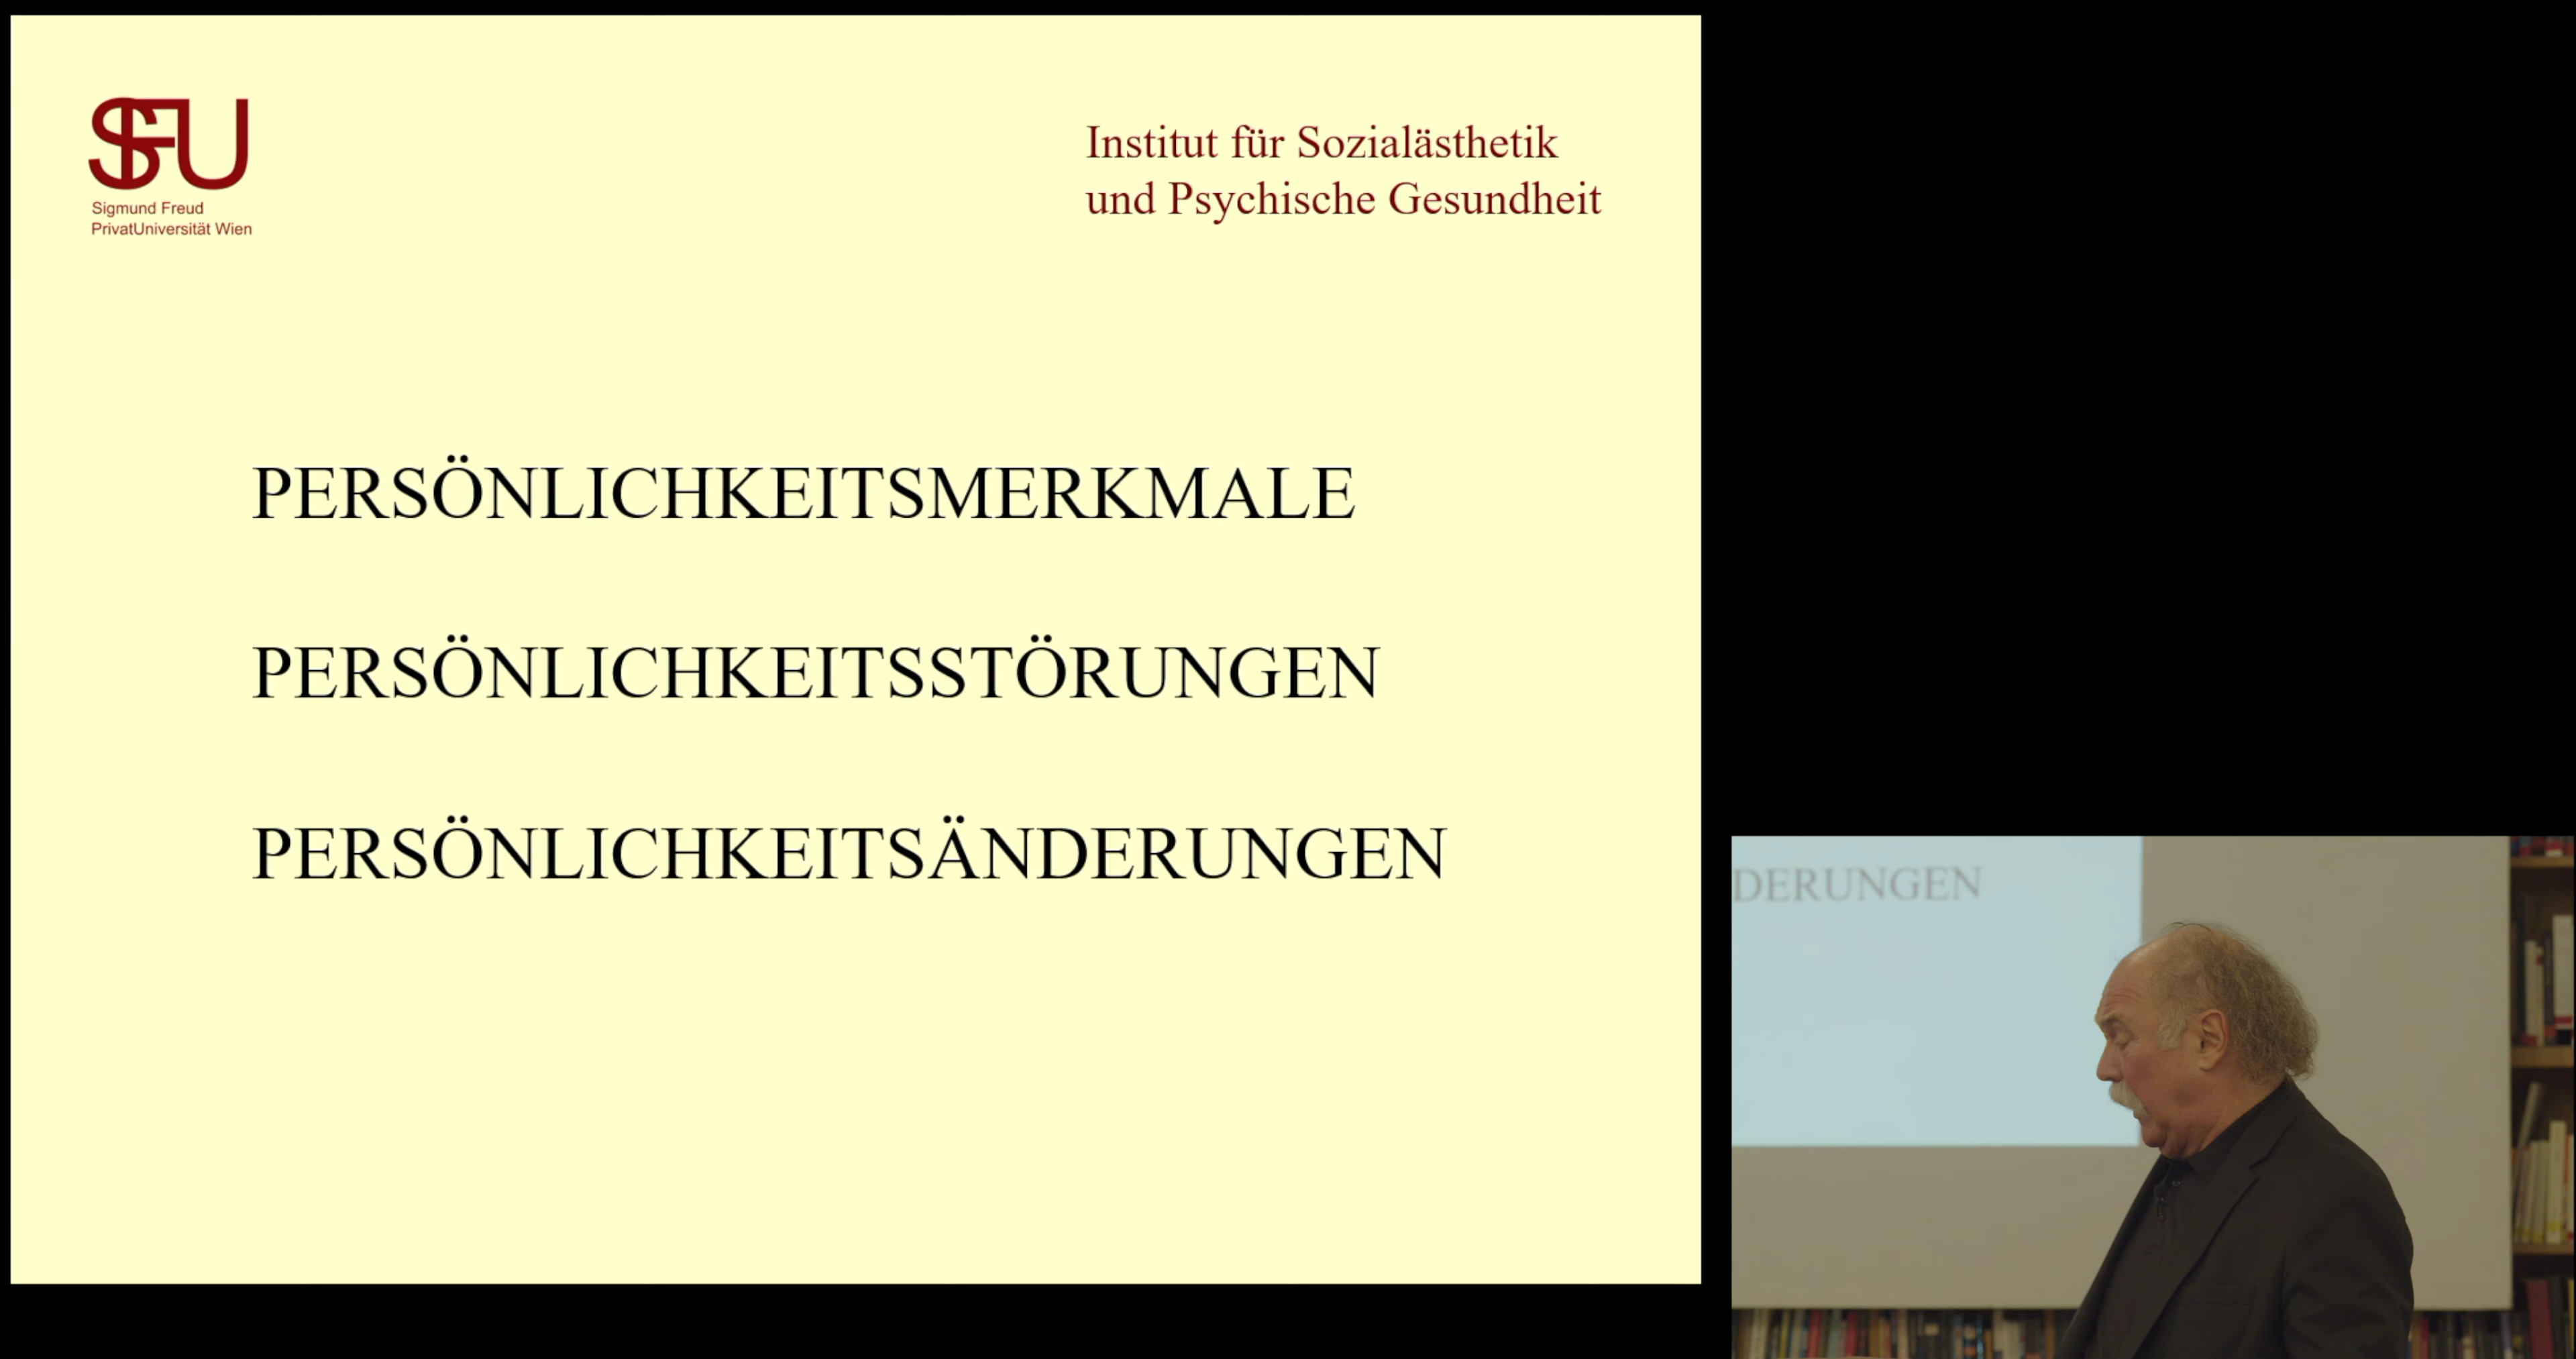 SFU
Sigmund Freud
PrivatUniversität Wien
Institut für Sozialästhetik
und Psychische Gesundheit
PERSÖNLICHKEITSMERKMALE
PERSÖNLICHKEITSSTÖRUNGEN
PERSÖNLICHKEITSÄNDERUNGEN
DERUNGEN